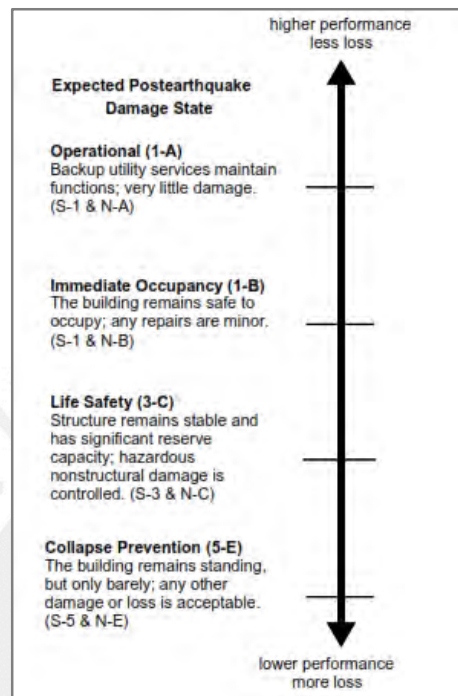 higher performance
less loss
Expected Postearthquake
Damage State
Operational (1-A)
Backup utility services maintain
functions; very little damage.
(S-1 & N-A)
Immediate Occupancy (1-B)
The building remains safe to
occupy; any repairs are minor.
(S-1 & N-B)
Life Safety (3-C)
Structure remains stable and
has significant reserve
capacity; hazardous
nonstructural damage is
controlled. (S-3 & N-C)
Collapse Prevention (5-E)
The building remains standing,
but only barely; any other
damage or loss is acceptable.
(S-5 & N-E)
lower performance
more loss